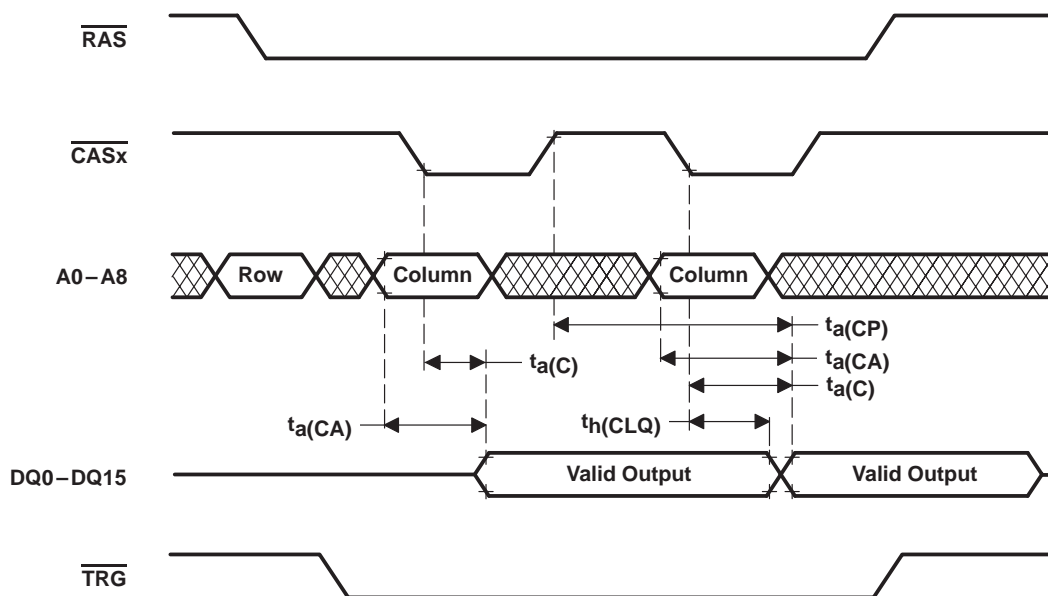 RAS
CASx
A0–A8
Row
Column
Column
ta(CP)
ta(C)
ta(CA)
ta(C)
ta(CA)
th(CLQ)
DQ0–DQ15
Valid Output
Valid Output
TRG